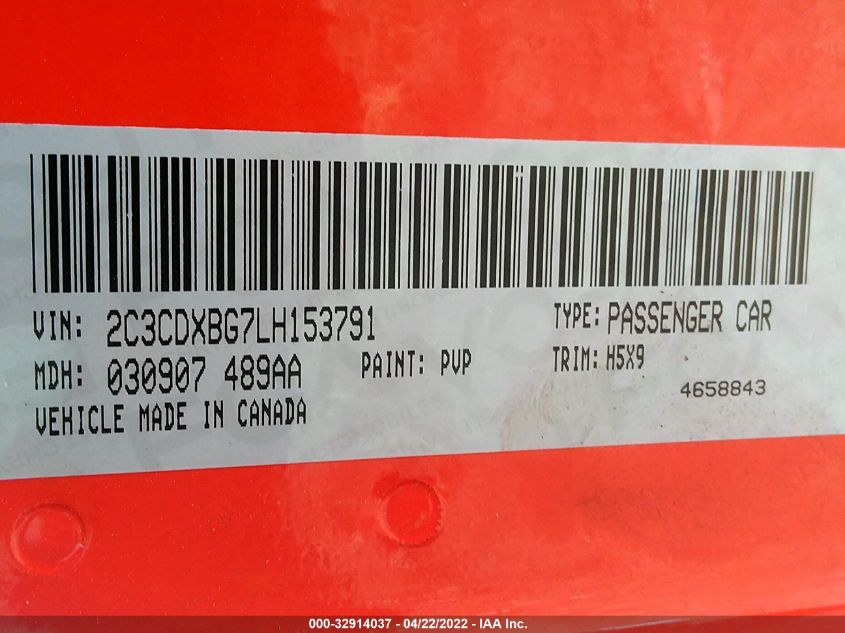 VIN: 2C3CDXBG7LH153791 TYPE: PASSENGER CAR
MDH: 030907 489AA PAINT: PVP TRIM: H5X9
4658843
VEHICLE MADE IN CANADA
000-32914037 - 04/22/2022 - IAA Inc.